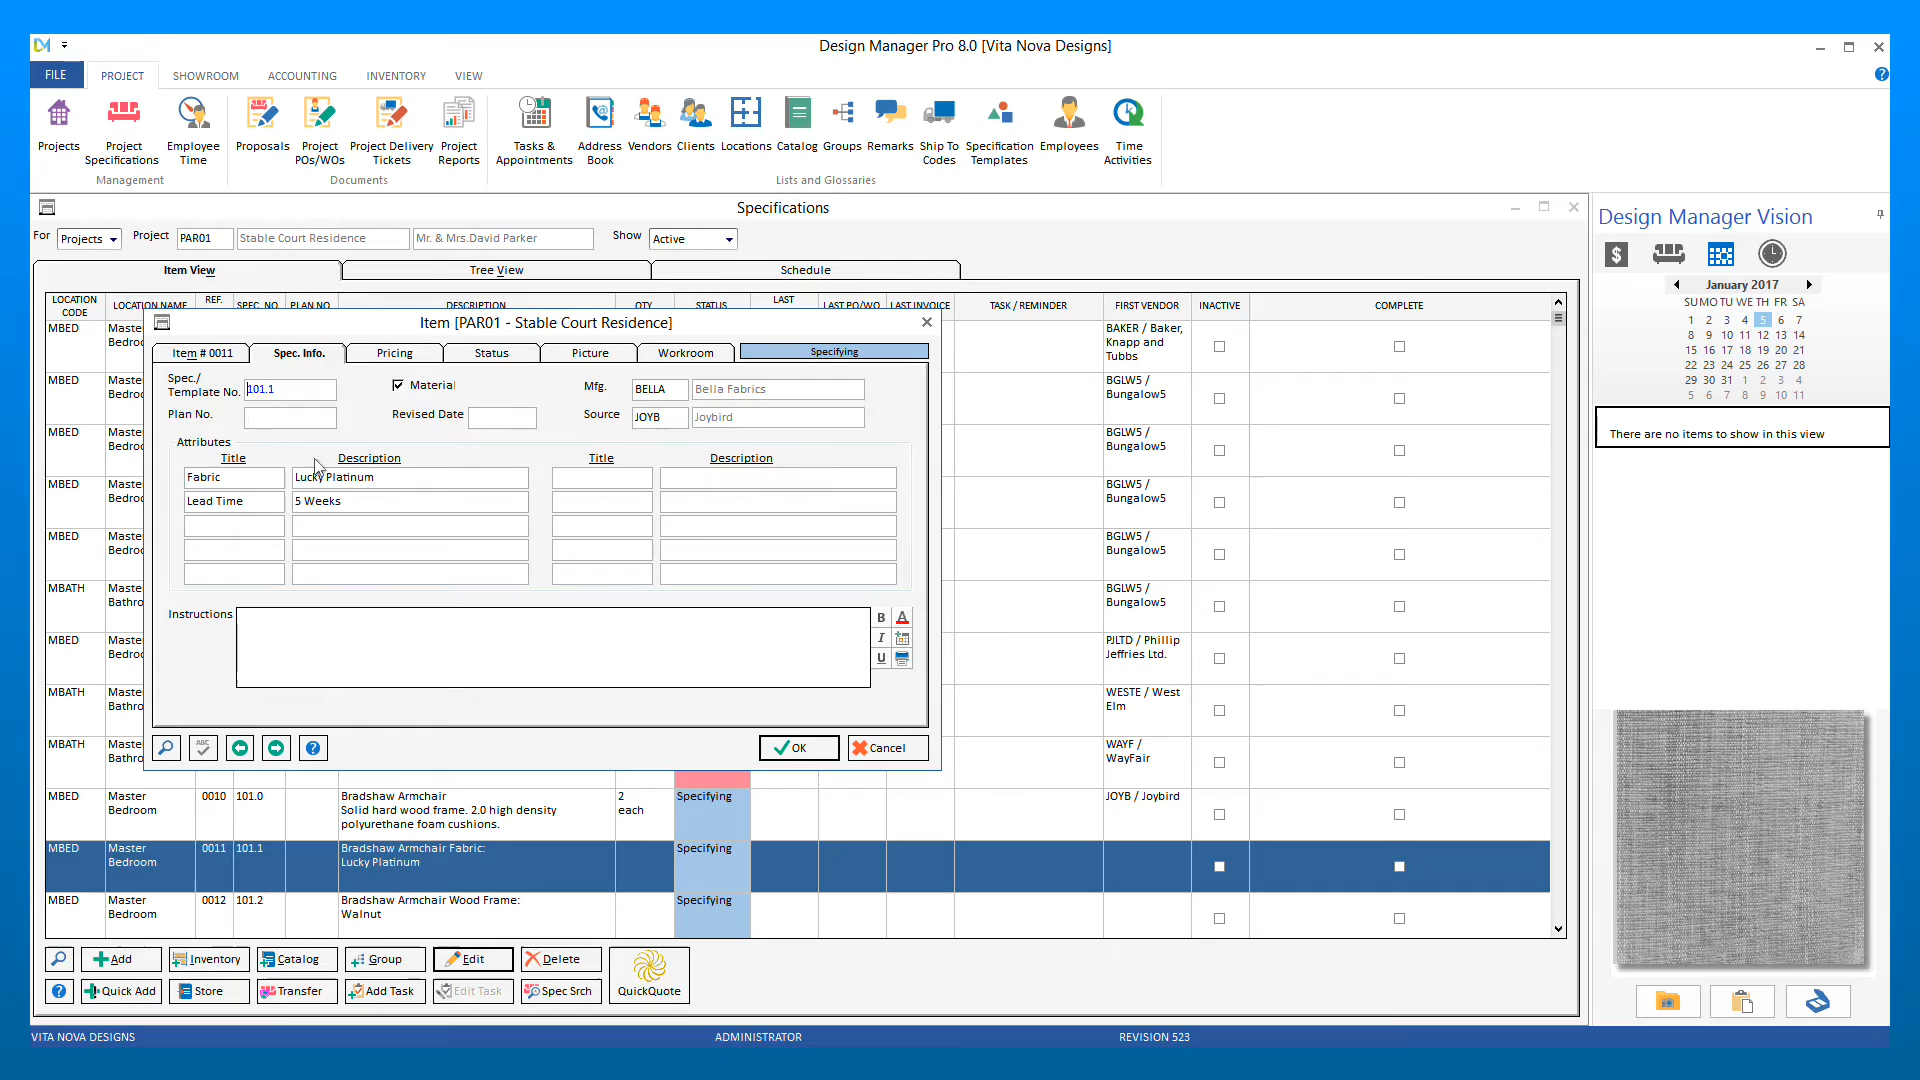 Design Manager Pro 8.0 [Vita Nova Designs]
FILE PROJECT SHOWROOM ACCOUNTING INVENTORY VIEW
Projects
Project Specifications
Employee Time
Proposals
Project POs/WOs
Project Delivery Tickets
Project Reports
Tasks & Appointments
Address Book
Vendors
Clients
Locations
Catalog
Groups
Remarks
Ship To Codes
Specification Templates
Employees
Time Activities
Management Documents Lists and Glossaries
Specifications
For Projects Project PAR01 Stable Court Residence Mr. & Mrs.David Parker Show Active
Item View Tree View Schedule
LOCATION CODE LOCATION NAME REF. SPEC. NO PLAN NO DESCRIPTION QTY STATUS LAST LAST PO/WO LAST INVOICE TASK / REMINDER FIRST VENDOR INACTIVE COMPLETE
MBED Master Bedroo BAKER / Baker, Knapp and Tubbs
MBED Master Bedroo BGLW5 / Bungalow5
MBED Master Bedroo BGLW5 / Bungalow5
MBED Master Bedroo BGLW5 / Bungalow5
MBED Master Bedroo BGLW5 / Bungalow5
MBATH Master Bathro BGLW5 / Bungalow5
MBED Master Bedroo PJLTD / Phillip Jeffries Ltd.
MBATH Master Bathro WESTE / West Elm
MBATH Master Bathro WAYF / WayFair
MBED Master Bedroom 0010 101.0 Bradshaw Armchair 2 each Specifying JOYB / Joybird
Solid hard wood frame. 2.0 high density
polyurethane foam cushions.
MBED Master Bedroom 0011 101.1 Bradshaw Armchair Fabric: Specifying
Lucky Platinum
MBED Master Bedroom 0012 101.2 Bradshaw Armchair Wood Frame: Specifying
Walnut
Item [PAR01 - Stable Court Residence]
Item # 0011 Spec. Info. Pricing Status Picture Workroom Specifying
Spec./
Template No. 101.1 Material Mfg. BELLA Bella Fabrics
Plan No. Revised Date Source JOYB Joybird
Attributes
Title Description Title Description
Fabric Lucky Platinum
Lead Time 5 Weeks
Instructions
B A
I
U
ABC ? OK Cancel
Add Inventory Catalog Group Edit Delete
? Quick Add Store Transfer Add Task Edit Task Spec Srch QuickQuote
Design Manager Vision
January 2017
SU MO TU WE TH FR SA
1 2 3 4 5 6 7
8 9 10 11 12 13 14
15 16 17 18 19 20 21
22 23 24 25 26 27 28
29 30 31 1 2 3 4
5 6 7 8 9 10 11
There are no items to show in this view
VITA NOVA DESIGNS ADMINISTRATOR REVISION 523